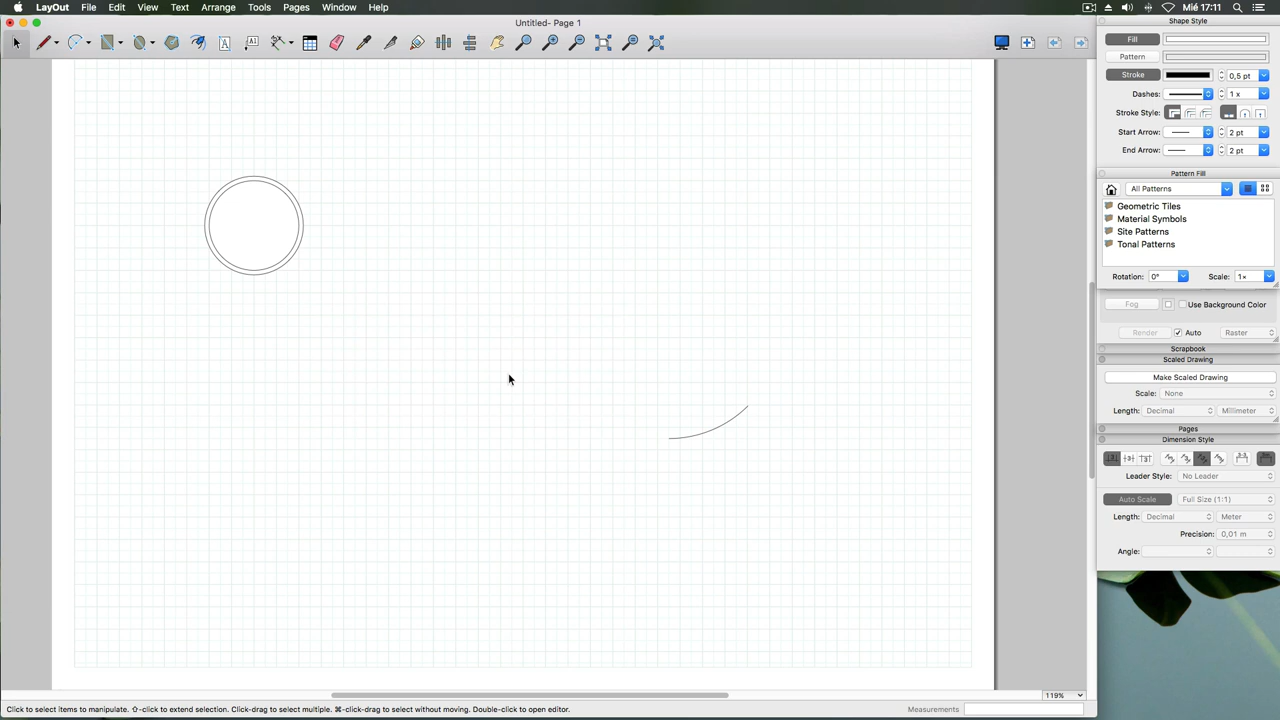 LayOut File Edit View Text Arrange Tools Pages Window Help Mié 17:11
Untitled- Page 1
Shape Style
Fill
Pattern
Stroke 0,5 pt
Dashes: 1 x
Stroke Style:
Start Arrow: 2 pt
End Arrow: 2 pt
Pattern Fill
All Patterns
Geometric Tiles
Material Symbols
Site Patterns
Tonal Patterns
Rotation: 0° Scale: 1×
Fog Use Background Color
Render Auto Raster
Scrapbook
Scaled Drawing
Make Scaled Drawing
Scale: None
Length: Decimal Millimeter
Pages
Dimension Style
Leader Style: No Leader
Auto Scale Full Size (1:1)
Length: Decimal Meter
Precision: 0,01 m
Angle:
119%
Click to select items to manipulate. ⇧-click to extend selection. Click-drag to select multiple. ⌘-click-drag to select without moving. Double-click to open editor. Measurements